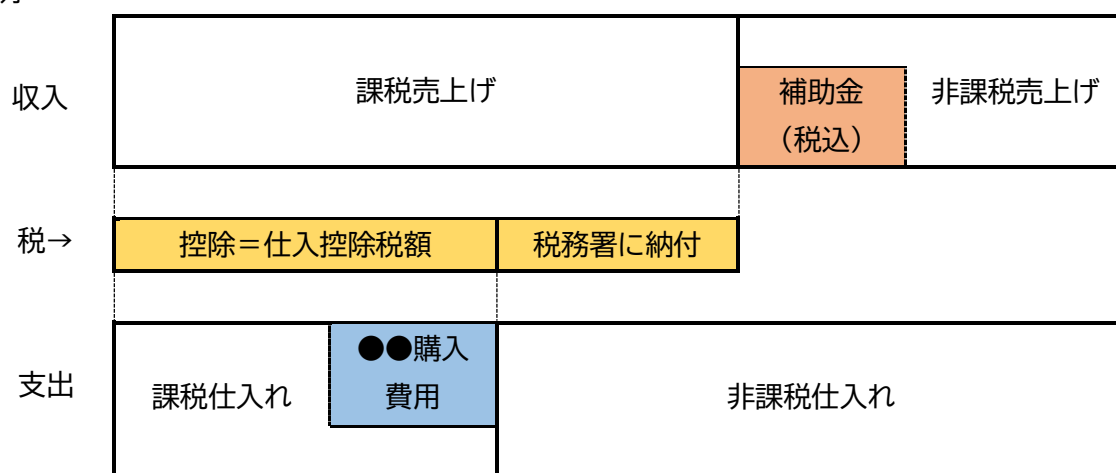 収入
課税売上げ
補助金
（税込）
非課税売上げ
税→
控除＝仕入控除税額
税務署に納付
支出
課税仕入れ
●●購入
費用
非課税仕入れ